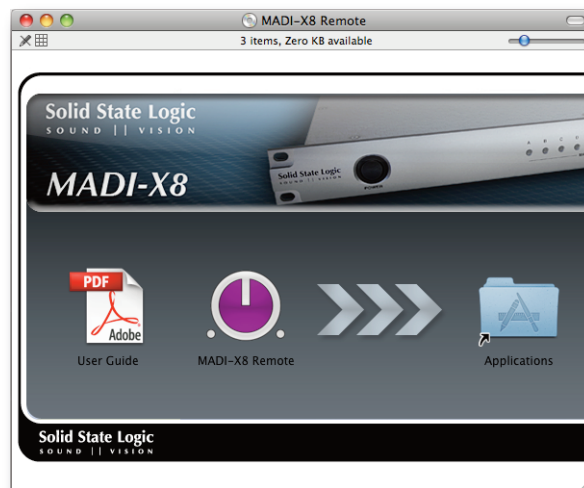 MADI-X8 Remote
3 items, Zero KB available
Solid State Logic
SOUND || VISION
MADI-X8
Solid State Logic
SOUND || VISION
POWER
A B C D
PDF
Adobe
User Guide
MADI-X8 Remote
Applications
Solid State Logic
SOUND || VISION